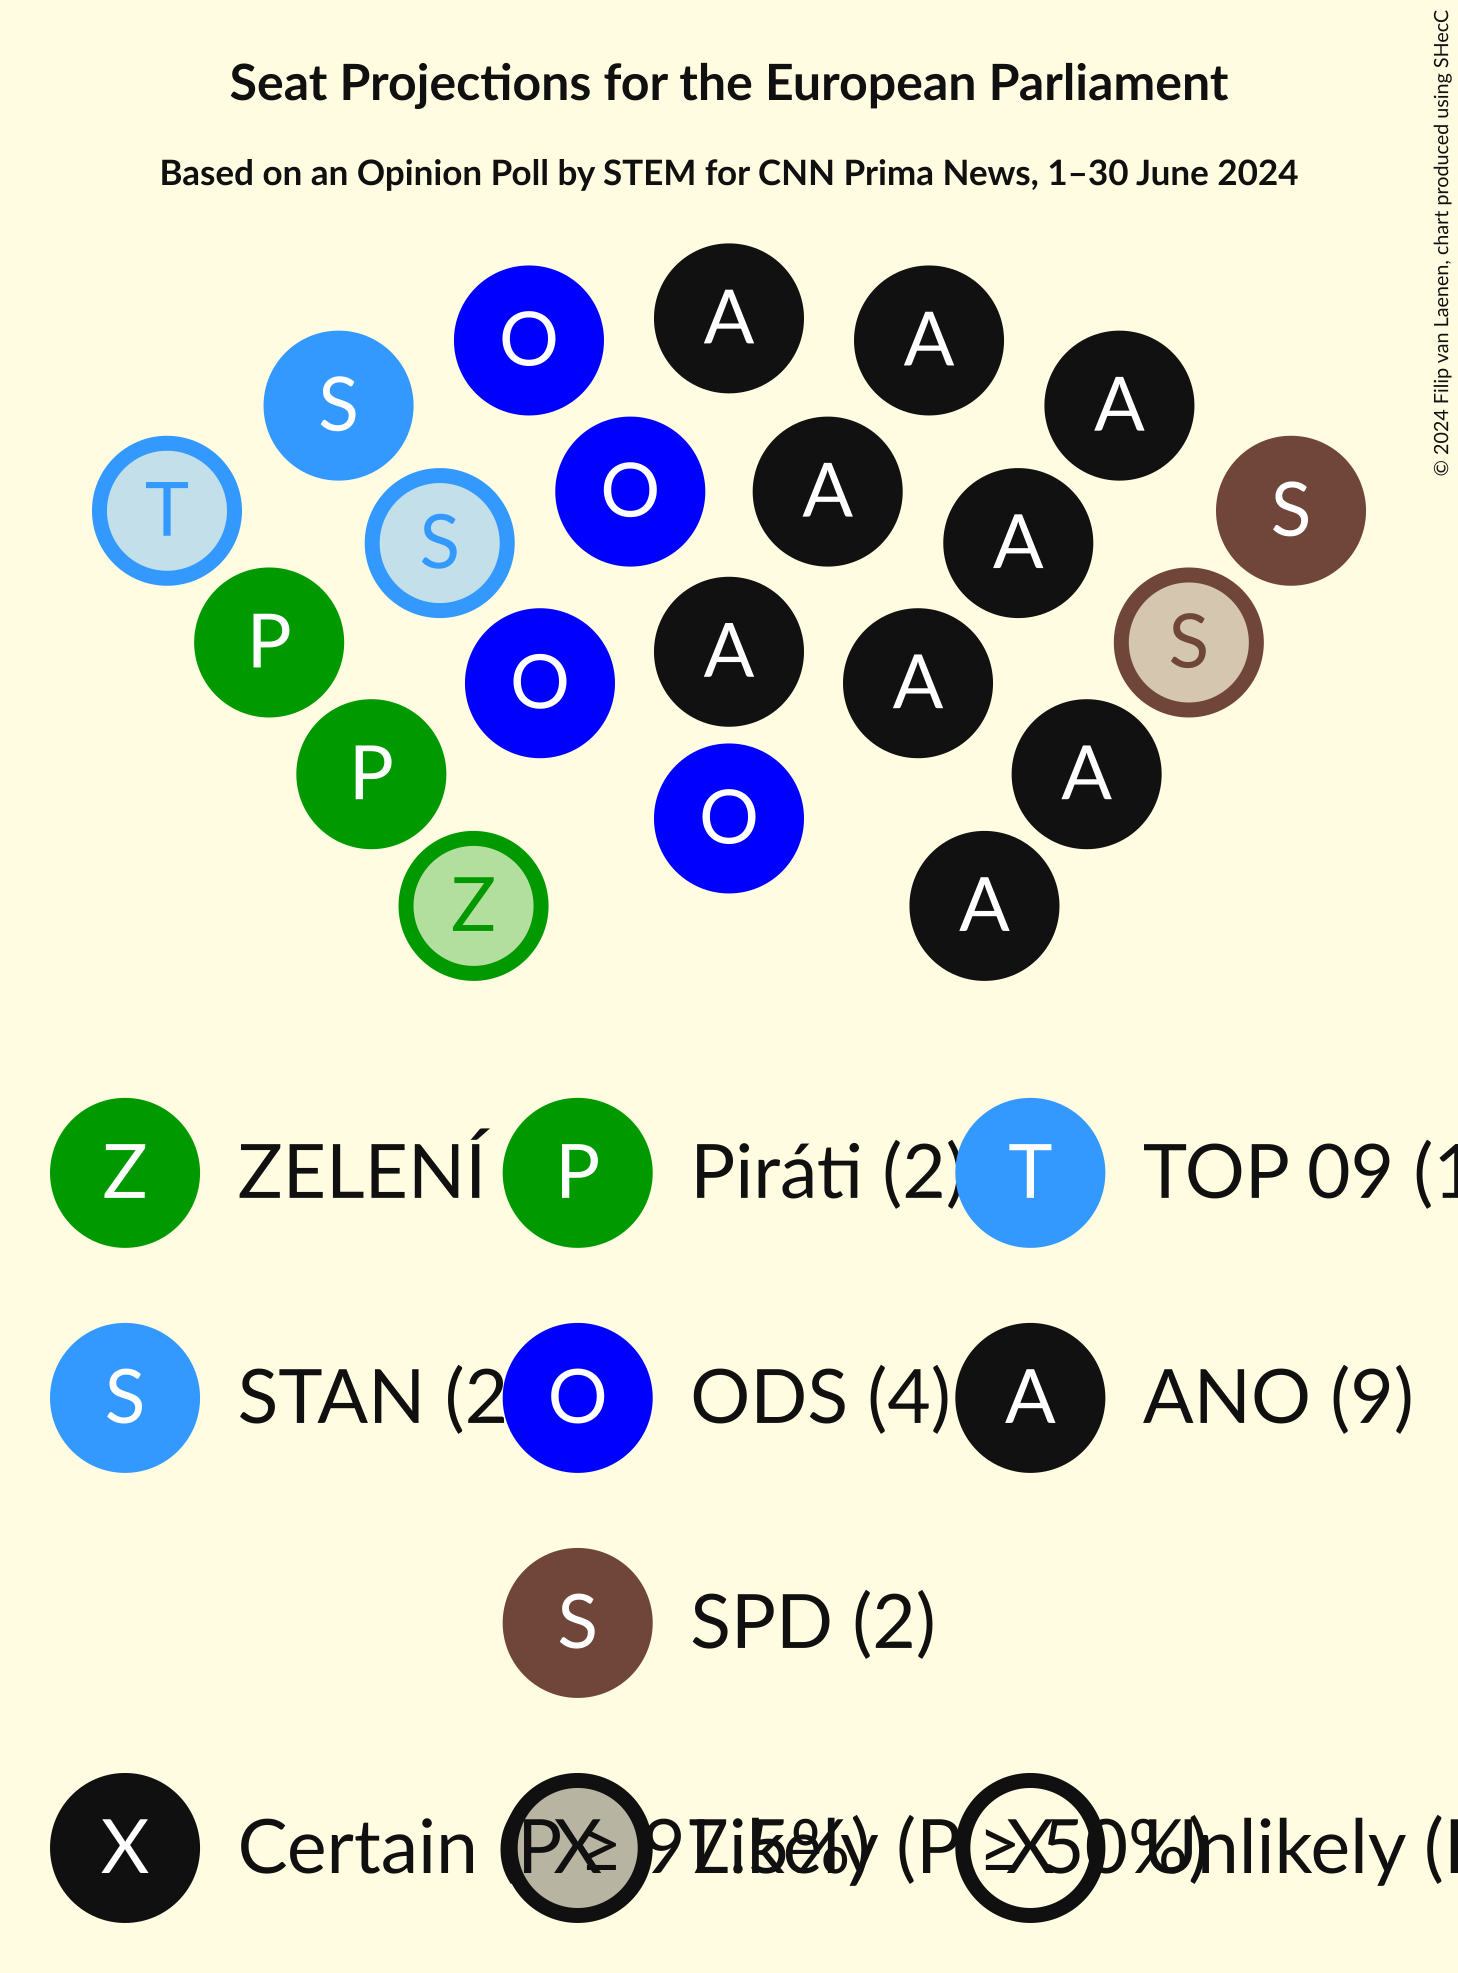 Seat Projections for the European Parliament
Based on an Opinion Poll by STEM for CNN Prima News, 1–30 June 2024
© 2024 Filip van Laenen, chart produced using SHecC
A
O A
S A
T O A S
S A
P A S
O A
P A
O
Z A
Z ZELENÍ P Piráti (2) T TOP 09 (1
S STAN (2 O ODS (4) A ANO (9)
S SPD (2)
X Certain (P ≥ 97.5%) X Likely (P ≥ 50%) X Unlikely (